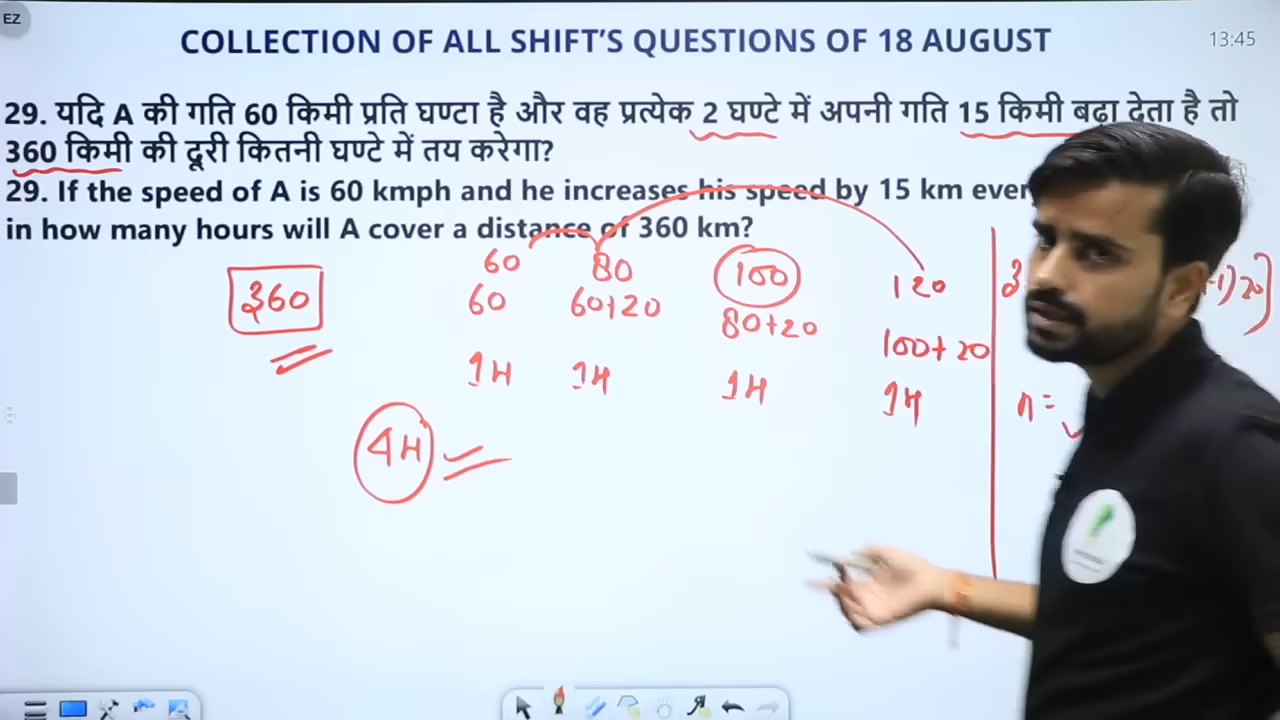 EZ
COLLECTION OF ALL SHIFT'S QUESTIONS OF 18 AUGUST
13:45
29. यदि A की गति 60 किमी प्रति घण्टा है और वह प्रत्येक 2 घण्टे में अपनी गति 15 किमी बढ़ा देता है तो
360 किमी की दूरी कितनी घण्टे में तय करेगा?
29. If the speed of A is 60 kmph and he increases his speed by 15 km
in how many hours will A cover a distance of 360 km?
360
60 80 100 120
60 60+20 80+20 100+20
1H 1H 1H 1H
4H
-1) 20]
n =